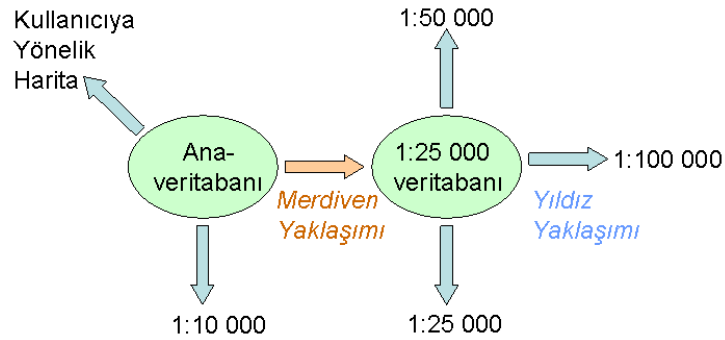 Kullanıcıya
Yönelik
Harita
1:50 000
Ana-
veritabanı
1:25 000
veritabanı
1:100 000
Merdiven
Yaklaşımı
Yıldız
Yaklaşımı
1:10 000
1:25 000